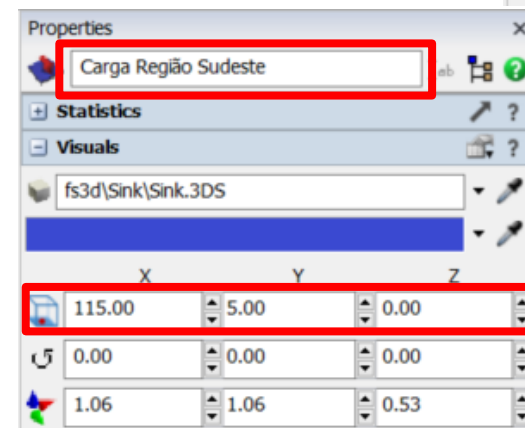 Properties ×
Carga Região Sudeste ab ?
+ Statistics ?
- Visuals ?
fs3d\Sink\Sink.3DS
X Y Z
115.00 5.00 0.00
0.00 0.00 0.00
1.06 1.06 0.53